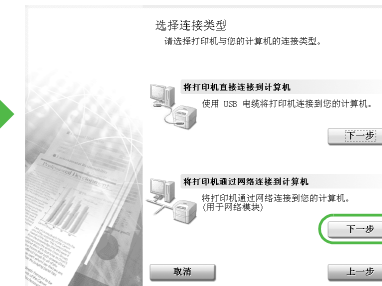 选择连接类型
请选择打印机与您的计算机的连接类型。
将打印机直接连接到计算机
使用 USB 电缆将打印机连接到您的计算机。
下一步
将打印机通过网络连接到计算机
将打印机通过网络连接到您的计算机。
(用于网络模块)
下一步
取消
上一步